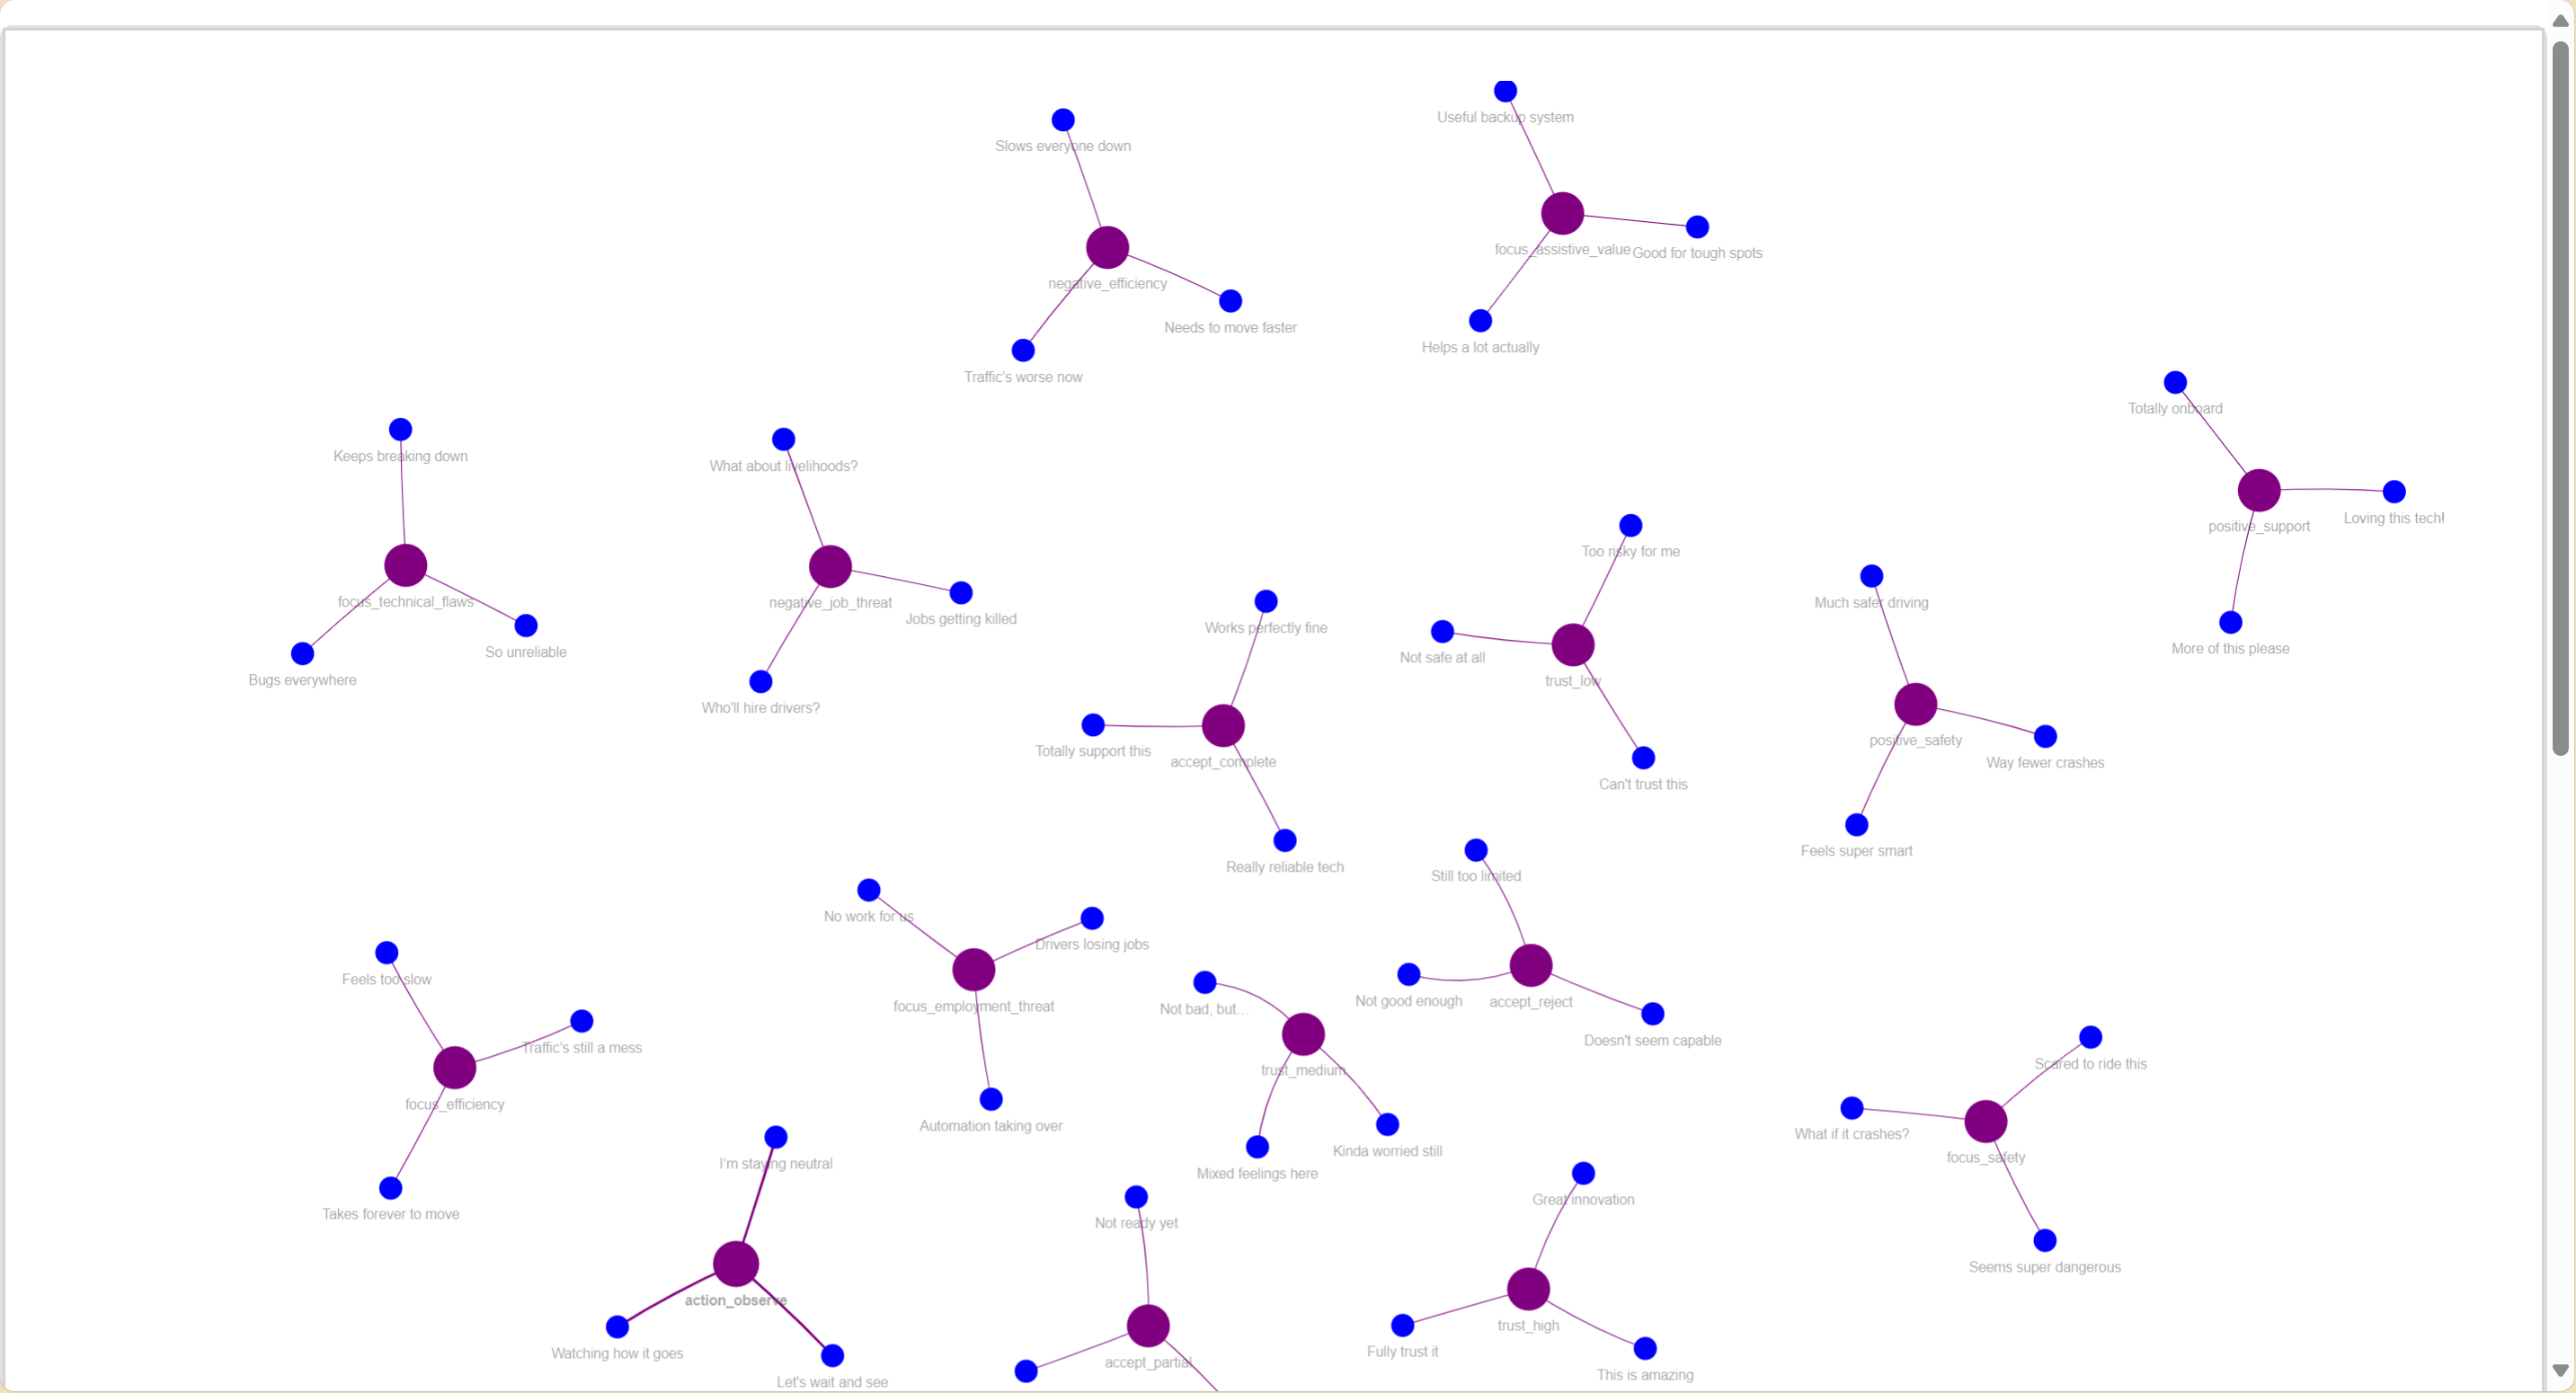 Useful backup system
Slows everyone down
focus_assistive_value
Good for tough spots
negative_efficiency
Needs to move faster
Helps a lot actually
Traffic's worse now
Totally onboard
Keeps breaking down
What about livelihoods?
Loving this tech!
positive_support
Too risky for me
focus_technical_flaws
negative_job_threat
Much safer driving
Jobs getting killed
Works perfectly fine
More of this please
So unreliable
Not safe at all
Bugs everywhere
trust_low
Who'll hire drivers?
positive_safety
Totally support this
accept_complete
Way fewer crashes
Can't trust this
Feels super smart
Really reliable tech
Still too limited
No work for us
Drivers losing jobs
Feels too slow
Not good enough
accept_reject
focus_employment_threat
Not bad, but…
Doesn't seem capable
Traffic's still a mess
Scared to ride this
trust_medium
focus_efficiency
Automation taking over
What if it crashes?
Kinda worried still
focus_safety
I'm staying neutral
Mixed feelings here
Great innovation
Takes forever to move
Not ready yet
Seems super dangerous
action_observe
trust_high
Fully trust it
Watching how it goes
accept_partial
This is amazing
Let's wait and see